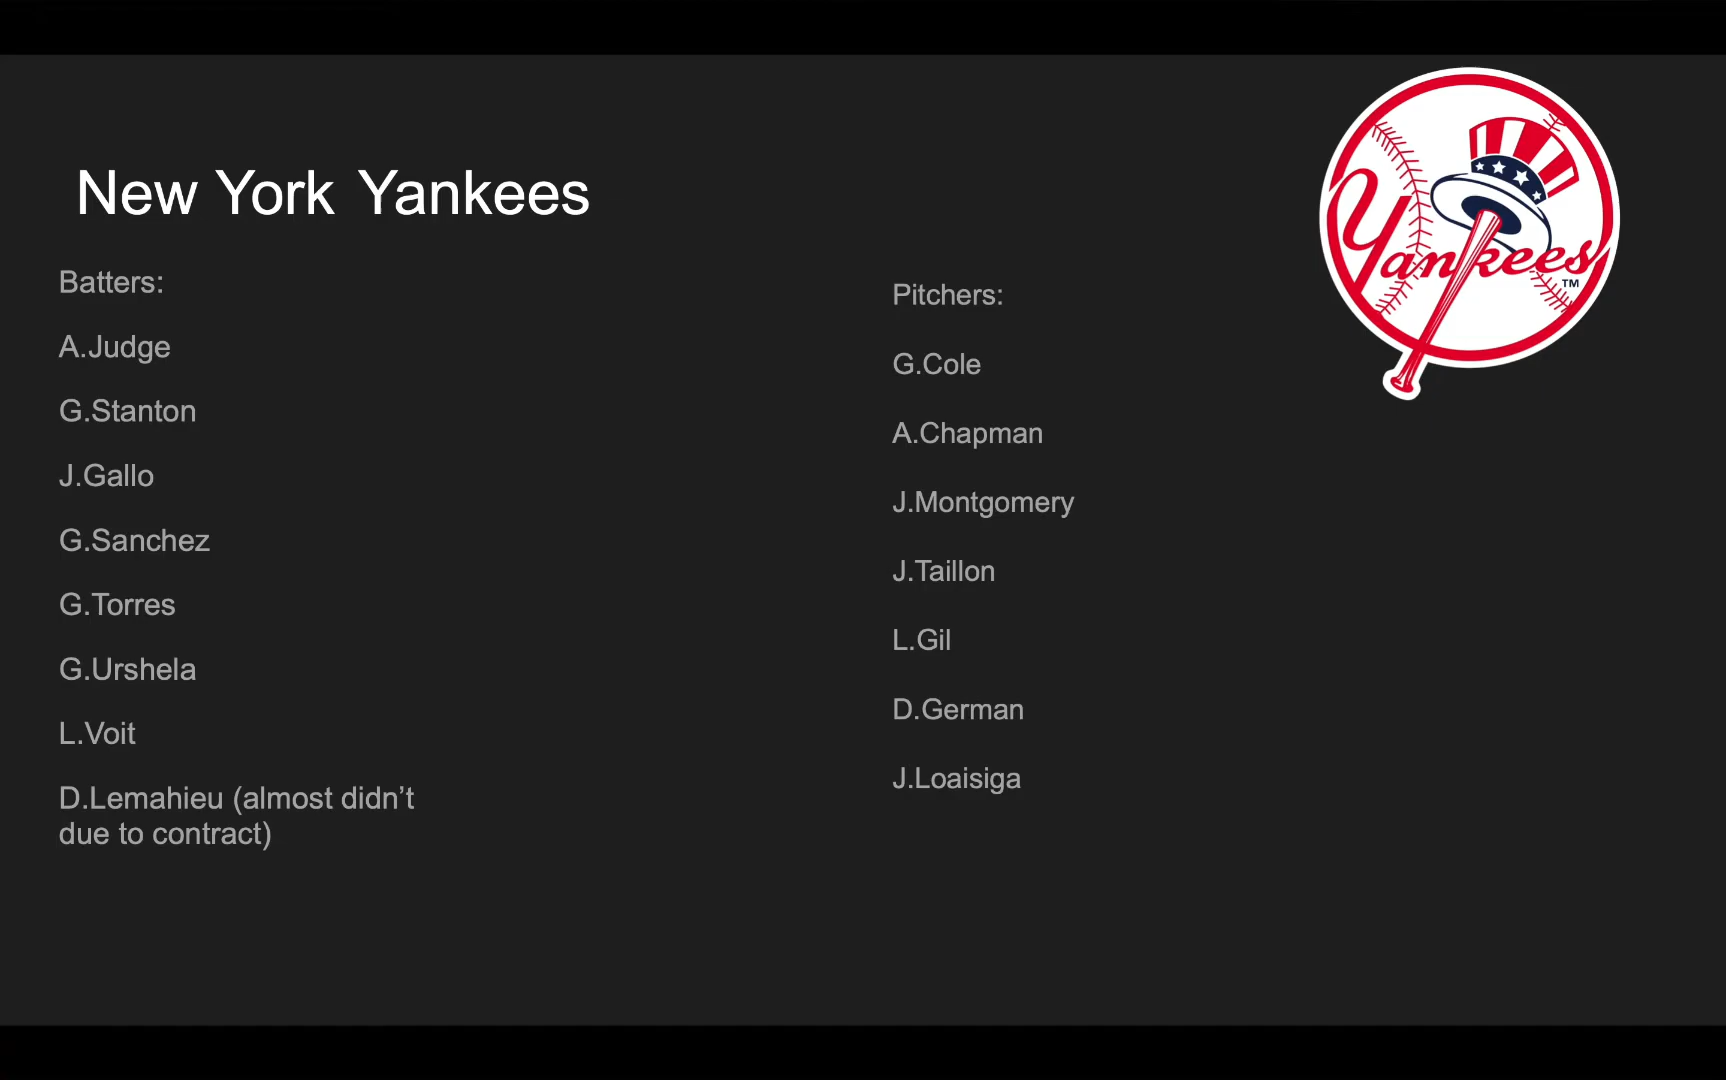 New York Yankees
Batters:
A.Judge
G.Stanton
J.Gallo
G.Sanchez
G.Torres
G.Urshela
L.Voit
D.Lemahieu (almost didn’t
due to contract)
Pitchers:
G.Cole
A.Chapman
J.Montgomery
J.Taillon
L.Gil
D.German
J.Loaisiga
Yankees
TM